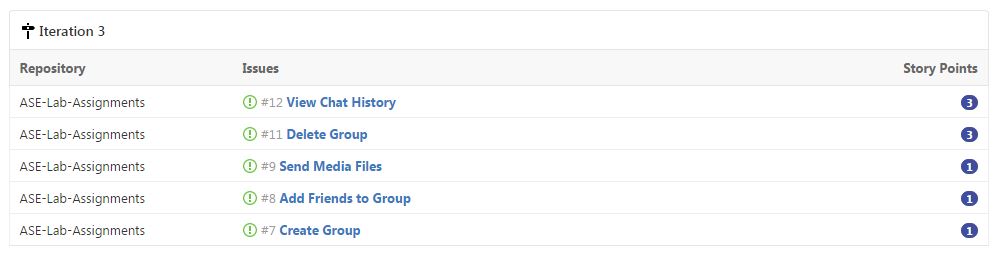 Iteration 3
Repository Issues Story Points
ASE-Lab-Assignments #12 View Chat History 3
ASE-Lab-Assignments #11 Delete Group 3
ASE-Lab-Assignments #9 Send Media Files 1
ASE-Lab-Assignments #8 Add Friends to Group 1
ASE-Lab-Assignments #7 Create Group 1